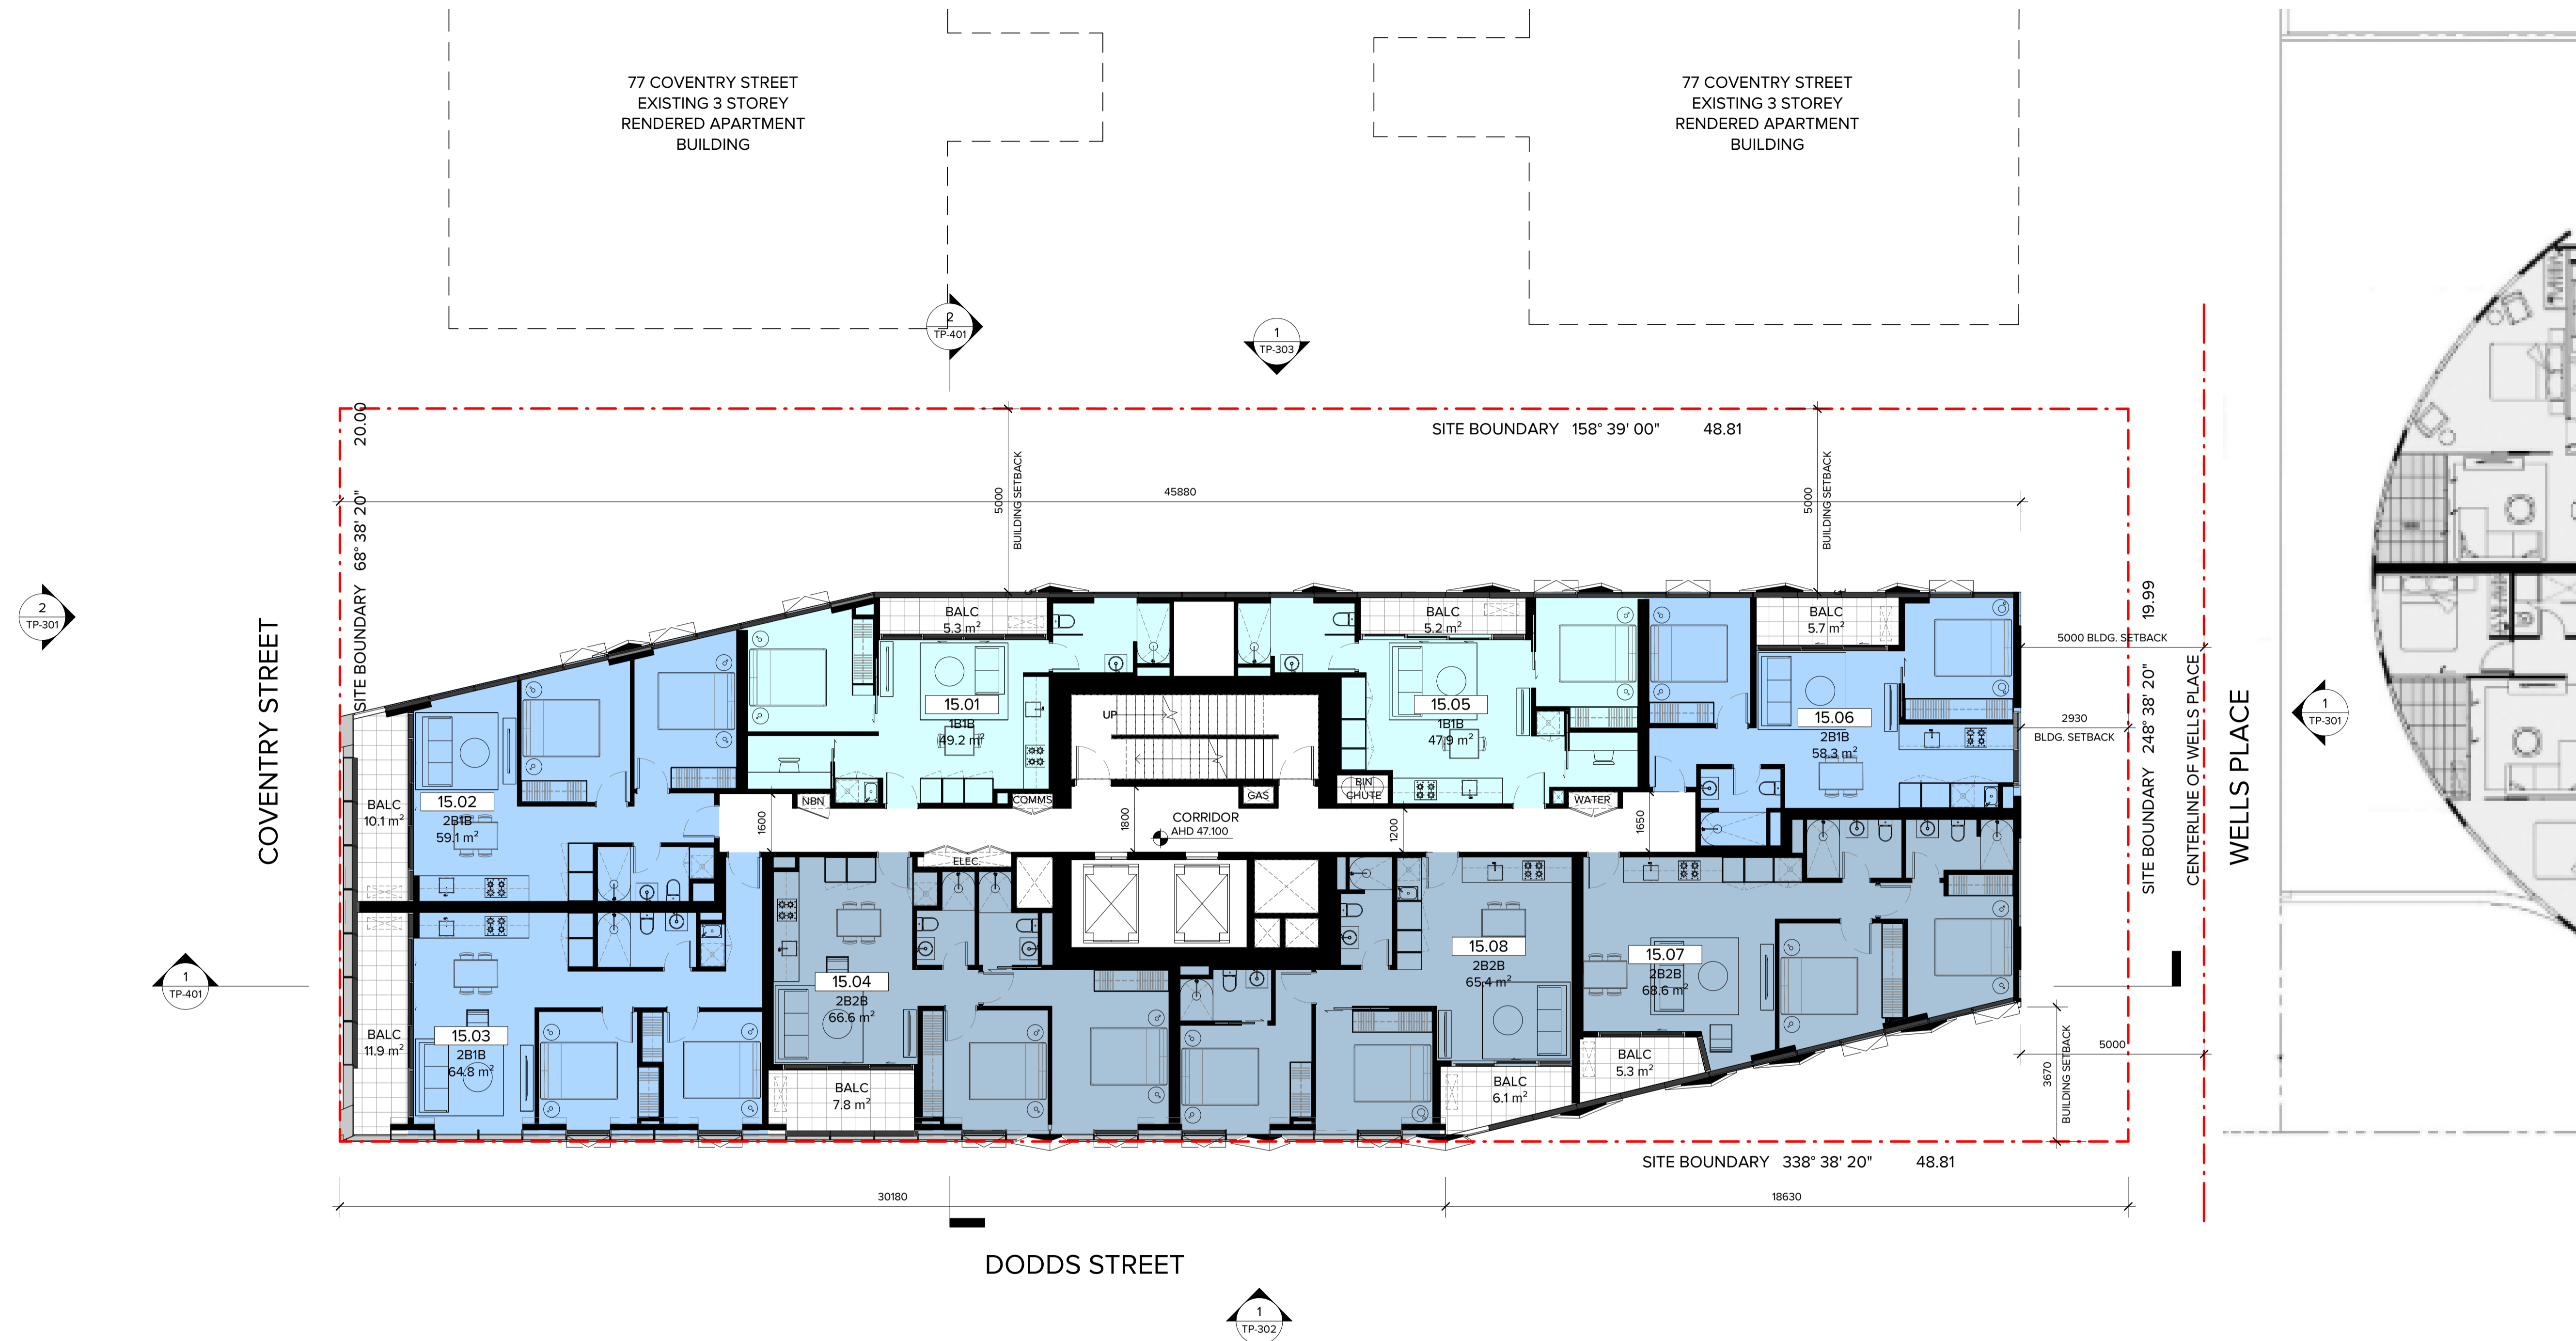 77 COVENTRY STREET
EXISTING 3 STOREY
RENDERED APARTMENT
BUILDING
77 COVENTRY STREET
EXISTING 3 STOREY
RENDERED APARTMENT
BUILDING
2
TP-401
1
TP-303
SITE BOUNDARY 158° 39' 00" 48.81
SITE BOUNDARY 68° 38' 20" 20.00
45880
5000
BUILDING SETBACK
5000
BUILDING SETBACK
2
TP-301
COVENTRY STREET
1
TP-401
BALC
5.3 m²
BALC
5.2 m²
BALC
5.7 m²
15.01
1B1B
49.2 m²
UP
15.05
1B1B
47.9 m²
15.06
2B1B
58.3 m²
5000 BLDG. SETBACK
2930
BLDG. SETBACK
SITE BOUNDARY 248° 38' 20" 19.99
CENTERLINE OF WELLS PLACE
WELLS PLACE
1
TP-301
BALC
10.1 m²
15.02
2B1B
59.1 m²
NBN
COMMS
GAS
BIN
CHUTE
WATER
1600
1800
CORRIDOR
AHD 47.100
1200
1650
ELEC.
BALC
11.9 m²
15.03
2B1B
64.8 m²
15.04
2B2B
66.6 m²
BALC
7.8 m²
15.08
2B2B
65.4 m²
BALC
6.1 m²
15.07
2B2B
68.6 m²
BALC
5.3 m²
5000
3670
BUILDING SETBACK
SITE BOUNDARY 338° 38' 20" 48.81
30180
18630
DODDS STREET
1
TP-302